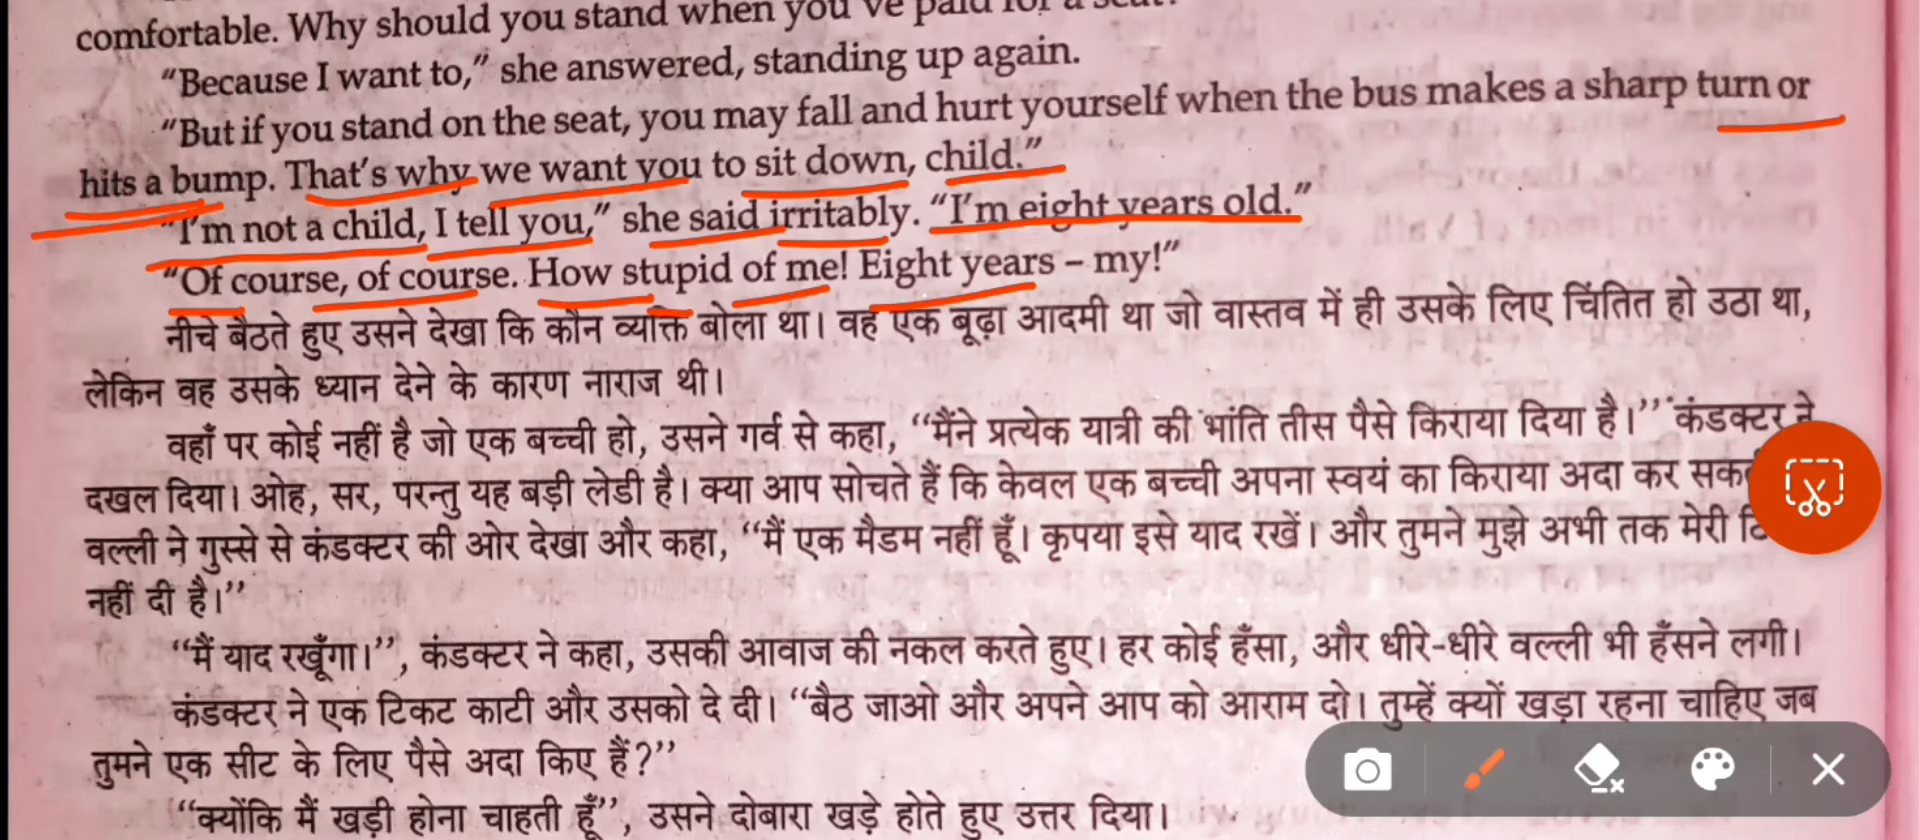 comfortable. Why should you stand when you've paid for a seat?
"Because I want to," she answered, standing up again.
"But if you stand on the seat, you may fall and hurt yourself when the bus makes a sharp turn or
hits a bump. That's why we want you to sit down, child."
"I'm not a child, I tell you," she said irritably. "I'm eight years old."
"Of course, of course. How stupid of me! Eight years – my!"
नीचे बैठते हुए उसने देखा कि कौन व्यक्ति बोला था। वह एक बूढ़ा आदमी था जो वास्तव में ही उसके लिए चिंतित हो उठा था,
लेकिन वह उसके ध्यान देने के कारण नाराज थी।
वहाँ पर कोई नहीं है जो एक बच्ची हो, उसने गर्व से कहा, ‘‘मैंने प्रत्येक यात्री की भांति तीस पैसे किराया दिया है।’’ कंडक्टर ने
दखल दिया। ओह, सर, परन्तु यह बड़ी लेडी है। क्या आप सोचते हैं कि केवल एक बच्ची अपना स्वयं का किराया अदा कर
वल्ली ने गुस्से से कंडक्टर की ओर देखा और कहा, ‘‘मैं एक मैडम नहीं हूँ। कृपया इसे याद रखें। और तुमने मुझे अभी तक मेरी
नहीं दी है।’’
‘‘मैं याद रखूँगा।’’, कंडक्टर ने कहा, उसकी आवाज की नकल करते हुए। हर कोई हँसा, और धीरे-धीरे वल्ली भी हँसने लगी।
कंडक्टर ने एक टिकट काटी और उसको दे दी। ‘‘बैठ जाओ और अपने आप को आराम दो। तुम्हें क्यों खड़ा रहना चाहिए जब
तुमने एक सीट के लिए पैसे अदा किए हैं?’’
‘‘क्योंकि मैं खड़ी होना चाहती हूँ’’, उसने दोबारा खड़े होते हुए उत्तर दिया।